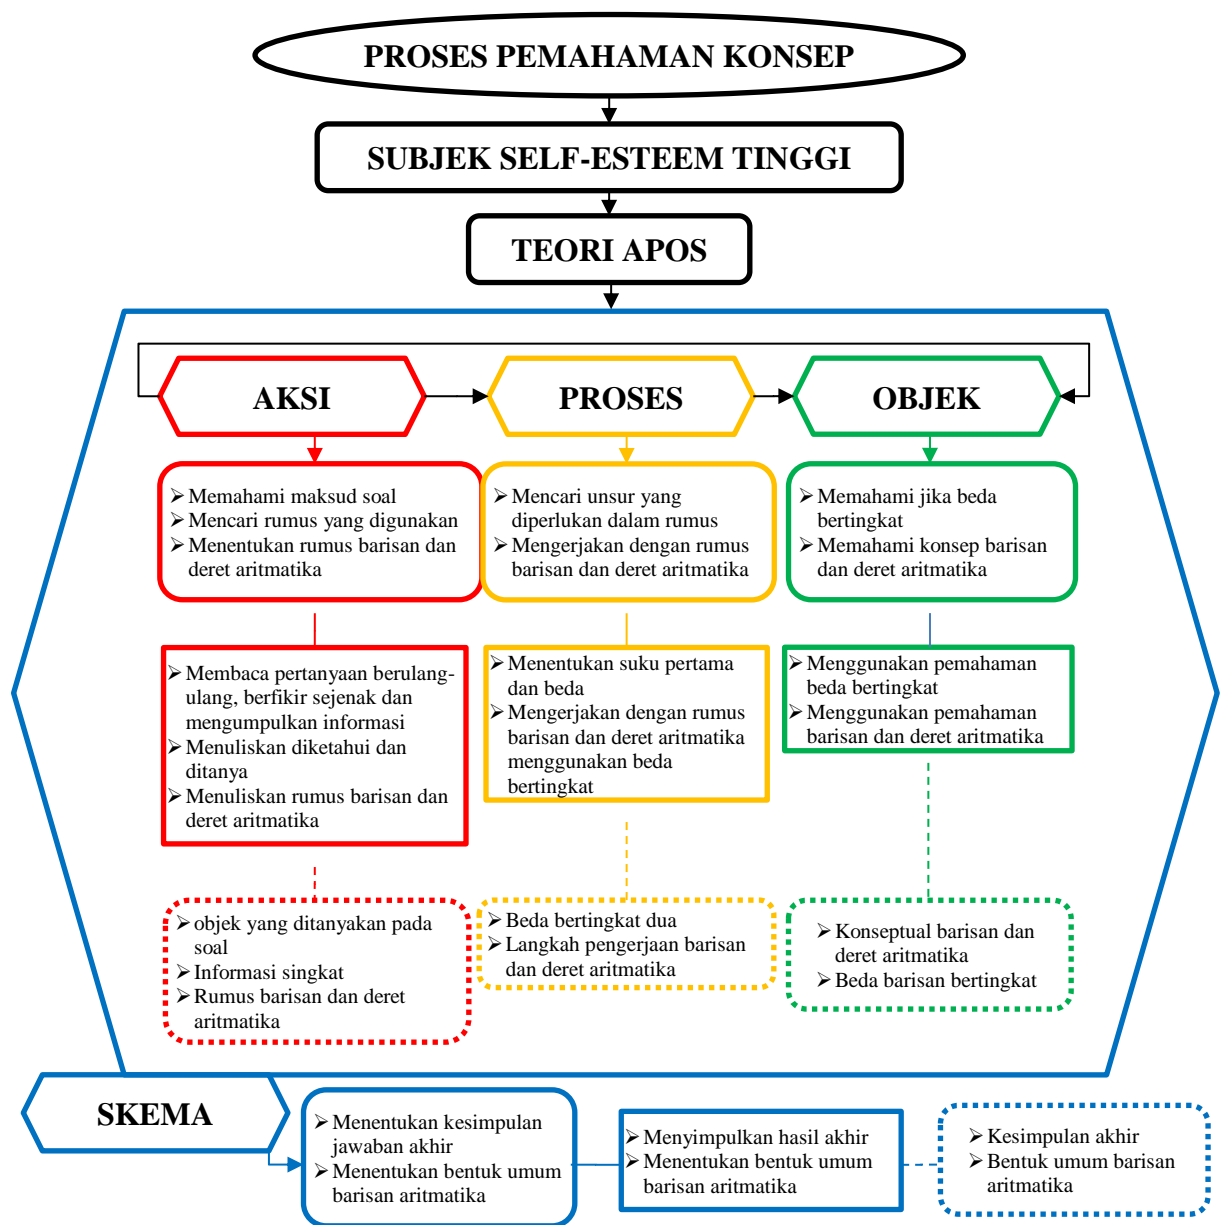 PROSES PEMAHAMAN KONSEP
SUBJEK SELF-ESTEEM TINGGI
TEORI APOS
AKSI
PROSES
OBJEK
➢ Memahami maksud soal
➢ Mencari rumus yang digunakan
➢ Menentukan rumus barisan dan
deret aritmatika
➢ Mencari unsur yang
diperlukan dalam rumus
➢ Mengerjakan dengan rumus
barisan dan deret aritmatika
➢ Memahami jika beda
bertingkat
➢ Memahami konsep barisan
dan deret aritmatika
➢ Membaca pertanyaan berulang-
ulang, berfikir sejenak dan
mengumpulkan informasi
➢ Menuliskan diketahui dan
ditanya
➢ Menuliskan rumus barisan dan
deret aritmatika
➢ Menentukan suku pertama
dan beda
➢ Mengerjakan dengan rumus
barisan dan deret aritmatika
menggunakan beda
bertingkat
➢ Menggunakan pemahaman
beda bertingkat
➢ Menggunakan pemahaman
barisan dan deret aritmatika
➢ objek yang ditanyakan pada
soal
➢ Informasi singkat
➢ Rumus barisan dan deret
aritmatika
➢ Beda bertingkat dua
➢ Langkah pengerjaan barisan
dan deret aritmatika
➢ Konseptual barisan dan
deret aritmatika
➢ Beda barisan bertingkat
SKEMA
➢ Menentukan kesimpulan
jawaban akhir
➢ Menentukan bentuk umum
barisan aritmatika
➢ Menyimpulkan hasil akhir
➢ Menentukan bentuk umum
barisan aritmatika
➢ Kesimpulan akhir
➢ Bentuk umum barisan
aritmatika